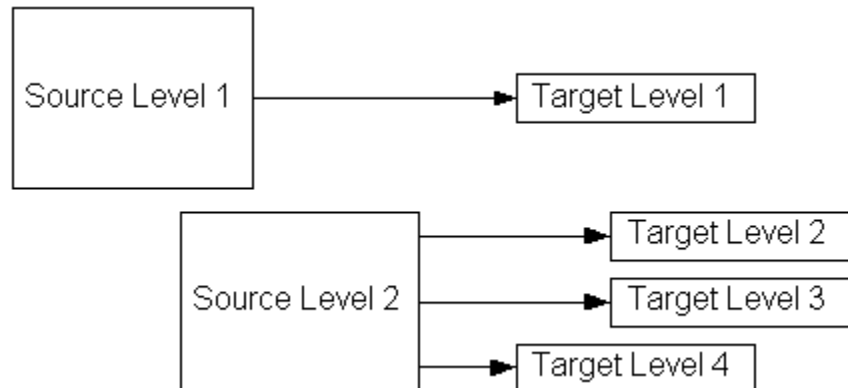 Source Level 1
Target Level 1
Target Level 2
Source Level 2
Target Level 3
Target Level 4